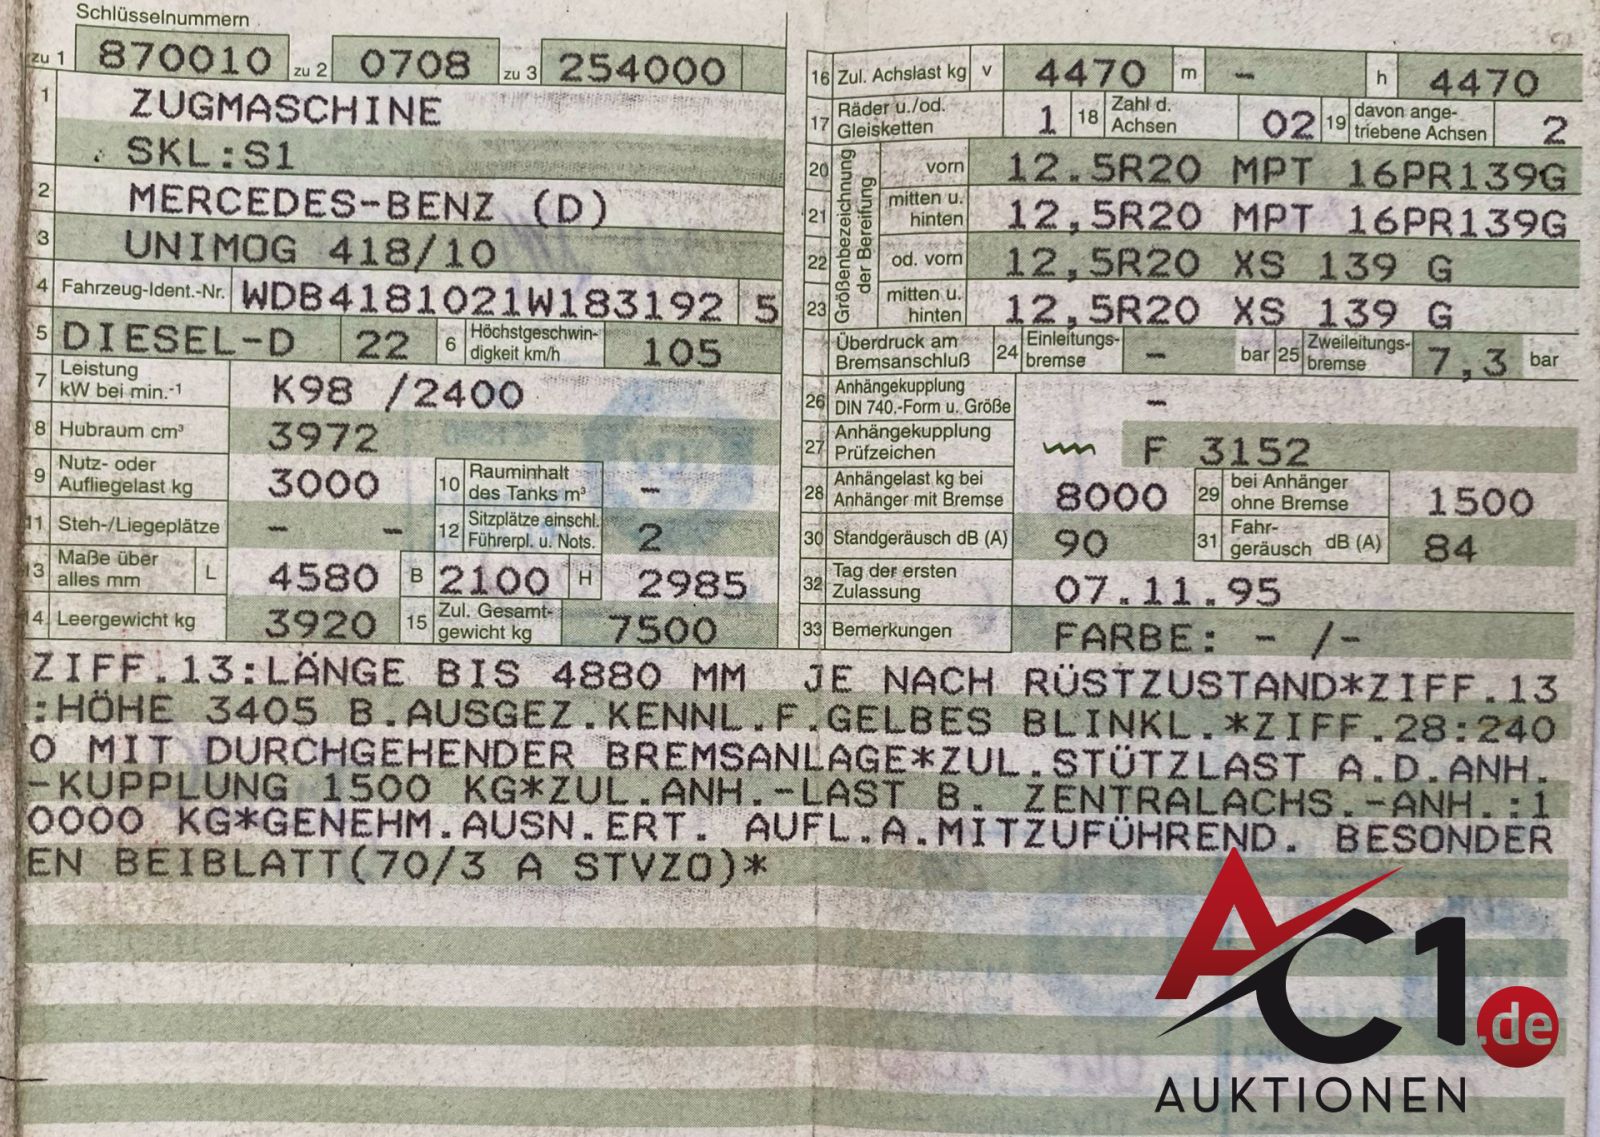 Schlüsselnummern
zu 1 870010 zu 2 0708 zu 3 254000
1 ZUGMASCHINE
SKL:S1
2 MERCEDES-BENZ (D)
3 UNIMOG 418/10
4 Fahrzeug-Ident.-Nr. WDB4181021W183192 5
5 DIESEL-D 22 6 Höchstgeschwin-
digkeit km/h 105
7 Leistung
kW bei min.-¹ K98 /2400
8 Hubraum cm³ 3972
9 Nutz- oder
Aufliegelast kg 3000 10 Rauminhalt
des Tanks m³ -
11 Steh-/Liegeplätze - - 12 Sitzplätze einschl.
Führerpl. u. Nots. 2
13 Maße über
alles mm L 4580 B 2100 H 2985
14 Leergewicht kg 3920 15 Zul. Gesamt-
gewicht kg 7500
16 Zul. Achslast kg v 4470 m - h 4470
17 Räder u./od.
Gleisketten 1 18 Zahl d.
Achsen 02 19 davon ange-
triebene Achsen 2
Größenbezeichnung
der Bereifung
20 vorn 12.5R20 MPT 16PR139G
21 mitten u.
hinten 12,5R20 MPT 16PR139G
22 od. vorn 12,5R20 XS 139 G
23 mitten u.
hinten 12,5R20 XS 139 G
Überdruck am
Bremsanschluß 24 Einleitungs-
bremse - bar 25 Zweileitungs-
bremse 7,3 bar
26 Anhängekupplung
DIN 740.-Form u. Größe -
27 Anhängekupplung
Prüfzeichen F 3152
28 Anhängelast kg bei
Anhänger mit Bremse 8000 29 bei Anhänger
ohne Bremse 1500
30 Standgeräusch dB (A) 90 31 Fahr-
geräusch dB (A) 84
32 Tag der ersten
Zulassung 07.11.95
33 Bemerkungen FARBE: - /-
ZIFF.13:LÄNGE BIS 4880 MM JE NACH RÜSTZUSTAND*ZIFF.13
:HÖHE 3405 B.AUSGEZ.KENNL.F.GELBES BLINKL.*ZIFF.28:240
0 MIT DURCHGEHENDER BREMSANLAGE*ZUL.STÜTZLAST A.D.ANH.
-KUPPLUNG 1500 KG*ZUL.ANH.-LAST B. ZENTRALACHS.-ANH.:1
0000 KG*GENEHM.AUSN.ERT. AUFL.A.MITZUFÜHREND. BESONDER
EN BEIBLATT(70/3 A STVZO)*
AC1.de
AUKTIONEN